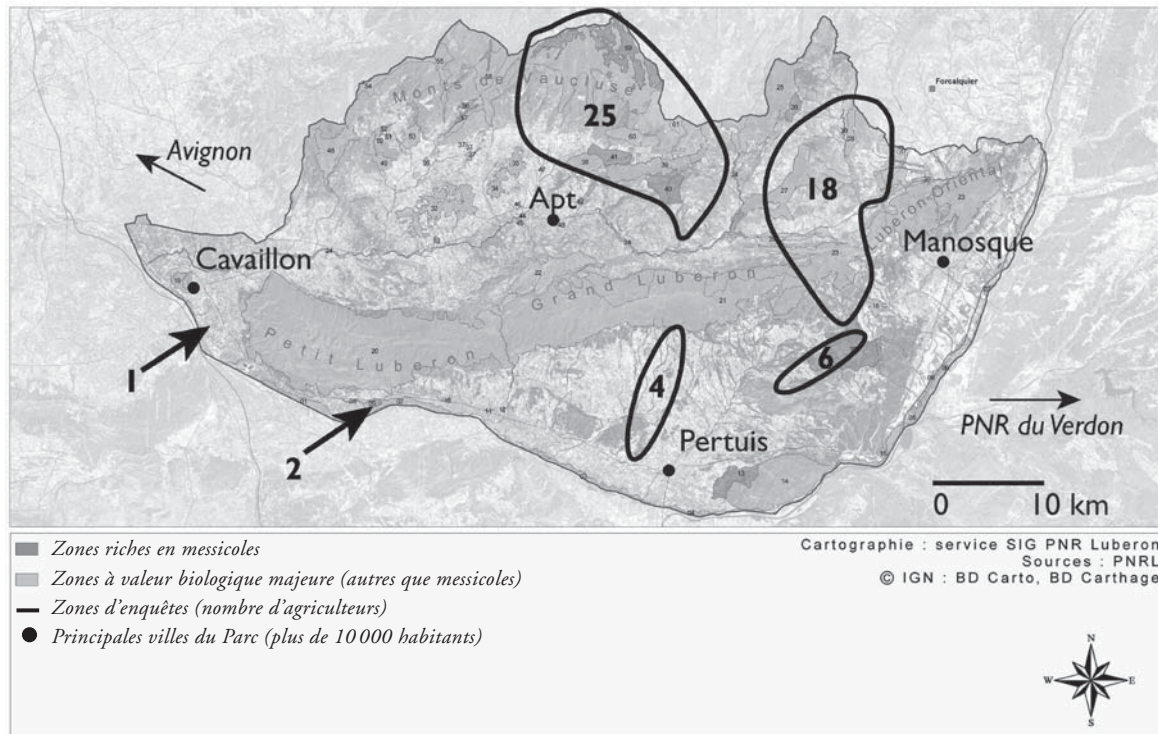 Forcalquier
Monts de Vaucluse
25
18
Avignon
Apt
Luberon Oriental
Manosque
Cavaillon
Grand Luberon
Petit Luberon
1
6
4
2
Pertuis
PNR du Verdon
0 10 km
Zones riches en messicoles
Zones à valeur biologique majeure (autres que messicoles)
Zones d'enquêtes (nombre d'agriculteurs)
Principales villes du Parc (plus de 10 000 habitants)
Cartographie : service SIG PNR Luberon
Sources : PNRL
© IGN : BD Carto, BD Carthage
N
W E
S